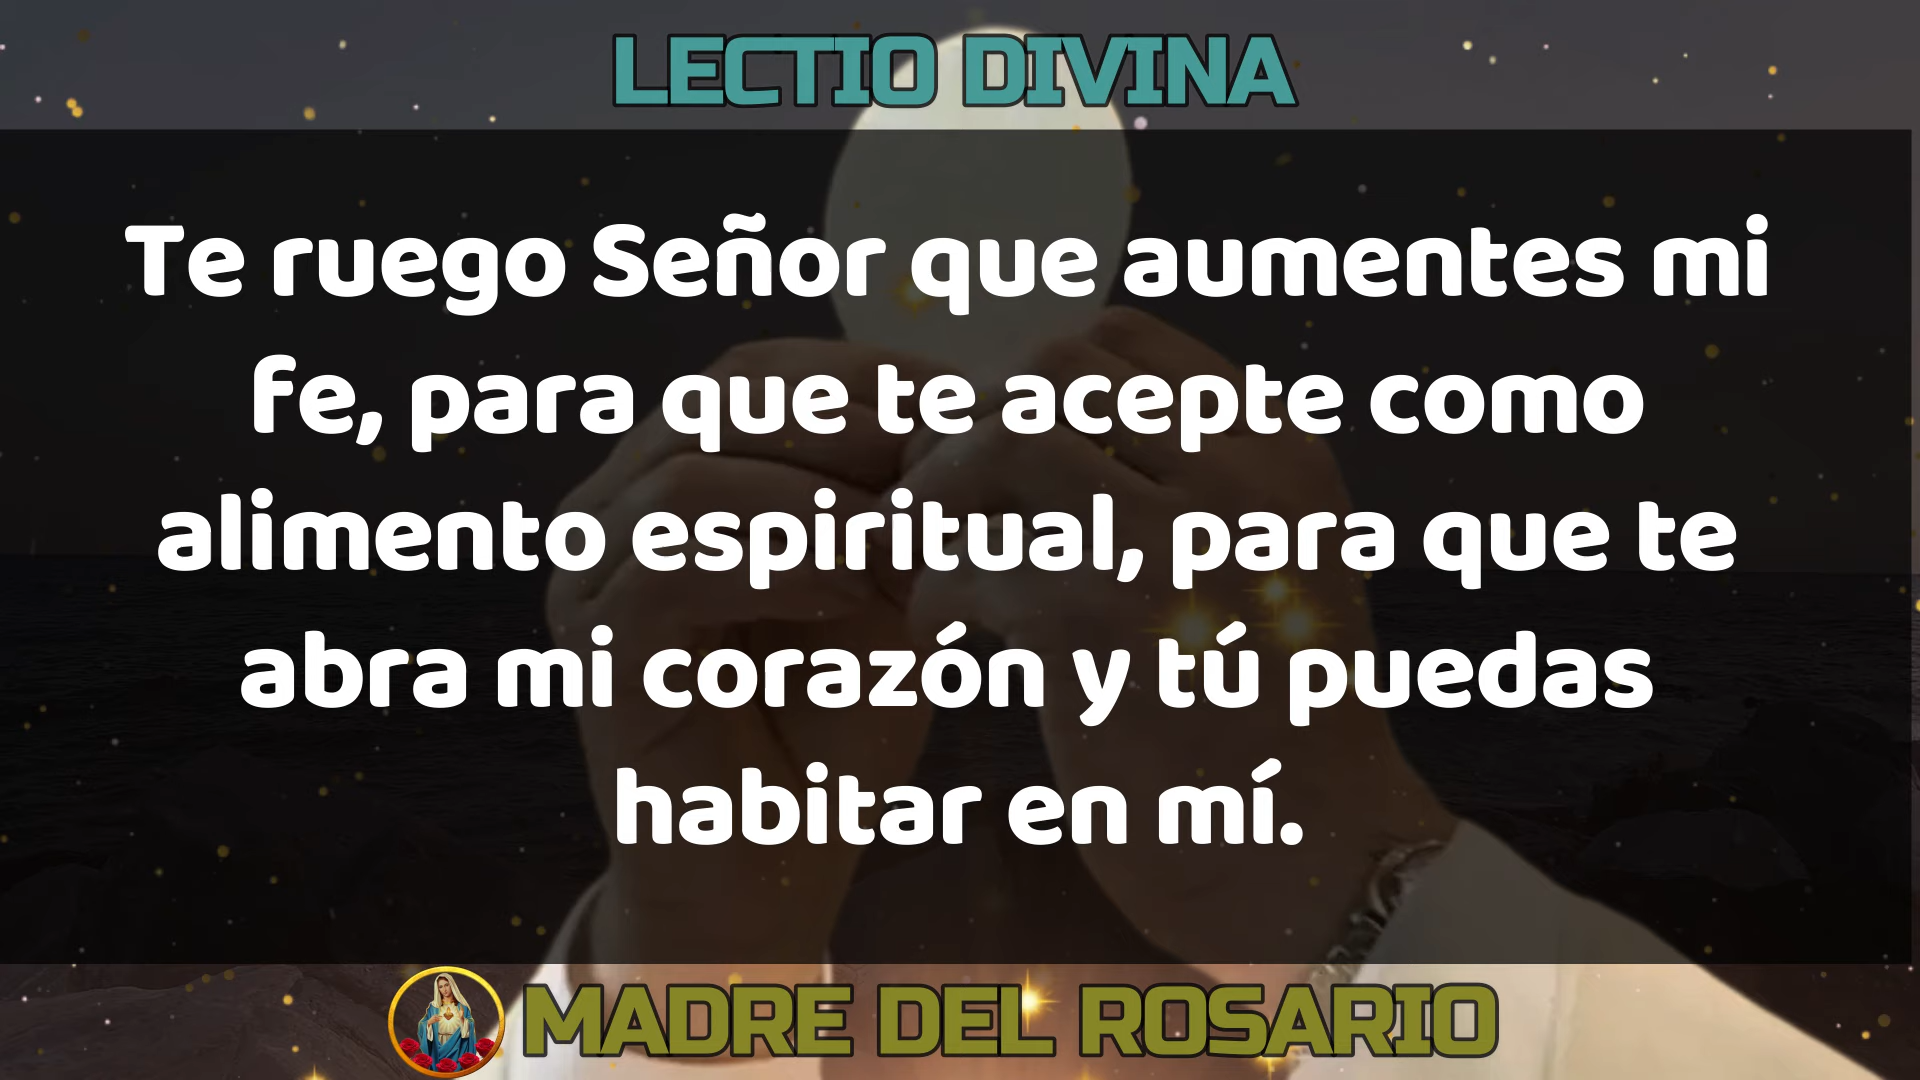 LECTIO DIVINA
Te ruego Señor que aumentes mi
fe, para que te acepte como
alimento espiritual, para que te
abra mi corazón y tú puedas
habitar en mí.
MADRE DEL ROSARIO